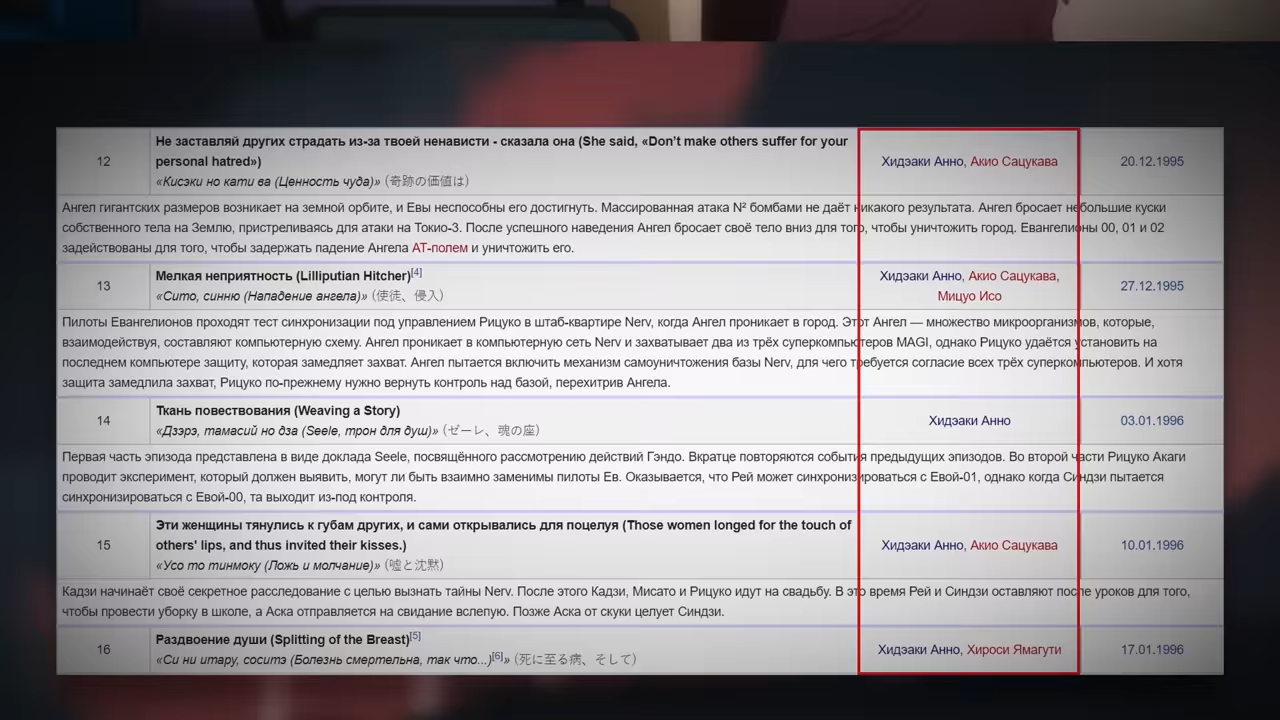 12
Не заставляй других страдать из-за твоей ненависти - сказала она (She said, «Don’t make others suffer for your
personal hatred»)
«Кисэки но кати ва (Ценность чуда)» (奇跡の価値は)
Хидэаки Анно, Акио Сацукава
20.12.1995
Ангел гигантских размеров возникает на земной орбите, и Евы неспособны его достигнуть. Массированная атака N² бомбами не даёт никакого результата. Ангел бросает небольшие куски
собственного тела на Землю, пристреливаясь для атаки на Токио-3. После успешного наведения Ангел бросает своё тело вниз для того, чтобы уничтожить город. Евангелионы 00, 01 и 02
задействованы для того, чтобы задержать падение Ангела АТ-полем и уничтожить его.
13
Мелкая неприятность (Lilliputian Hitcher)[4]
«Сито, синню (Нападение ангела)» (使徒、侵入)
Хидэаки Анно, Акио Сацукава,
Мицуо Исо
27.12.1995
Пилоты Евангелионов проходят тест синхронизации под управлением Рицуко в штаб-квартире Nerv, когда Ангел проникает в город. Этот Ангел — множество микроорганизмов, которые,
взаимодействуя, составляют компьютерную схему. Ангел проникает в компьютерную сеть Nerv и захватывает два из трёх суперкомпьютеров MAGI, однако Рицуко удаётся установить на
последнем компьютере защиту, которая замедляет захват. Ангел пытается включить механизм самоуничтожения базы Nerv, для чего требуется согласие всех трёх суперкомпьютеров. И хотя
защита замедлила захват, Рицуко по-прежнему нужно вернуть контроль над базой, перехитрив Ангела.
14
Ткань повествования (Weaving a Story)
«Дзэрэ, тамасий но дза (Seele, трон для душ)» (ゼーレ、魂の座)
Хидэаки Анно
03.01.1996
Первая часть эпизода представлена в виде доклада Seele, посвящённого рассмотрению действий Гэндо. Вкратце повторяются события предыдущих эпизодов. Во второй части Рицуко Акаги
проводит эксперимент, который должен выявить, могут ли быть взаимно заменимы пилоты Ев. Оказывается, что Рей может синхронизироваться с Евой-01, однако когда Синдзи пытается
синхронизироваться с Евой-00, та выходит из-под контроля.
15
Эти женщины тянулись к губам других, и сами открывались для поцелуя (Those women longed for the touch of
others' lips, and thus invited their kisses.)
«Усо то тинмоку (Ложь и молчание)» (嘘と沈黙)
Хидэаки Анно, Акио Сацукава
10.01.1996
Кадзи начинаёт своё секретное расследование с целью вызнать тайны Nerv. После этого Кадзи, Мисато и Рицуко идут на свадьбу. В это время Рей и Синдзи оставляют после уроков для того,
чтобы провести уборку в школе, а Аска отправляется на свидание вслепую. Позже Аска от скуки целует Синдзи.
16
Раздвоение души (Splitting of the Breast)[5]
«Си ни итару, соситэ (Болезнь смертельна, так что...)[6]» (死に至る病、そして)
Хидэаки Анно, Хироси Ямагути
17.01.1996